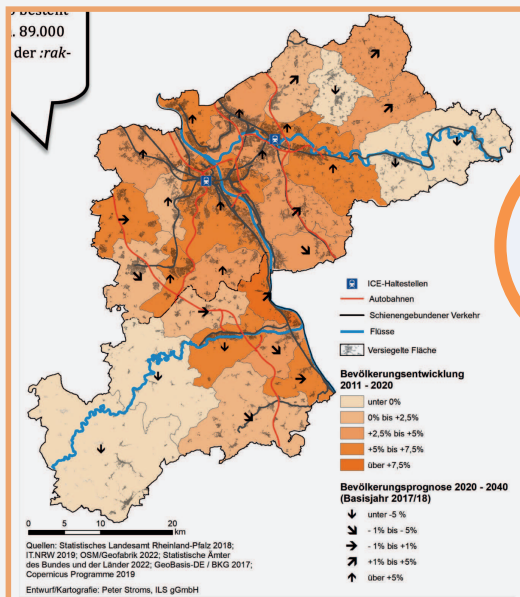 besteht
. 89.000
der :rak-
ICE-Haltestellen
Autobahnen
Schienengebundener Verkehr
Flüsse
Versiegelte Fläche
Bevölkerungsentwicklung
2011 - 2020
unter 0%
0% bis +2,5%
+2,5% bis +5%
+5% bis +7,5%
über +7,5%
Bevölkerungsprognose 2020 - 2040
(Basisjahr 2017/18)
unter -5 %
- 1% bis - 5%
- 1% bis +1%
+1% bis +5%
über +5%
0 5 10 20
km
Quellen: Statistisches Landesamt Rheinland-Pfalz 2018;
IT.NRW 2019; OSM/Geofabrik 2022; Statistische Ämter
des Bundes und der Länder 2022; GeoBasis-DE / BKG 2017;
Copernicus Programme 2019
Entwurf/Kartografie: Peter Stroms, ILS gGmbH